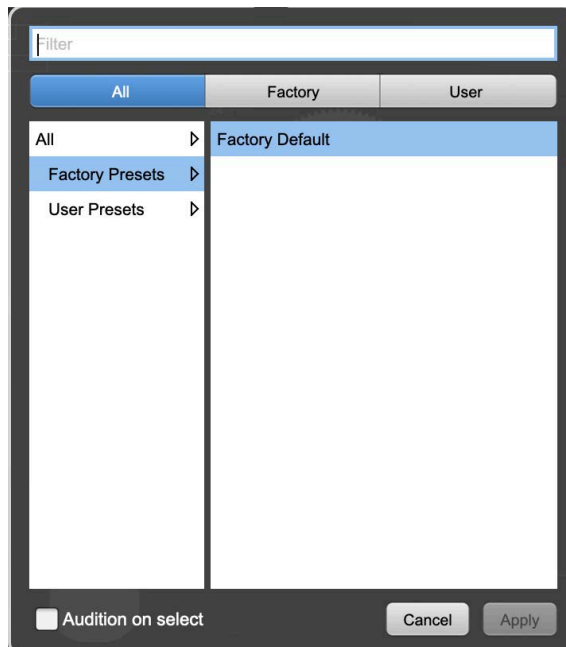 Filter
All Factory User
All Factory Default
Factory Presets
User Presets
Audition on select Cancel Apply